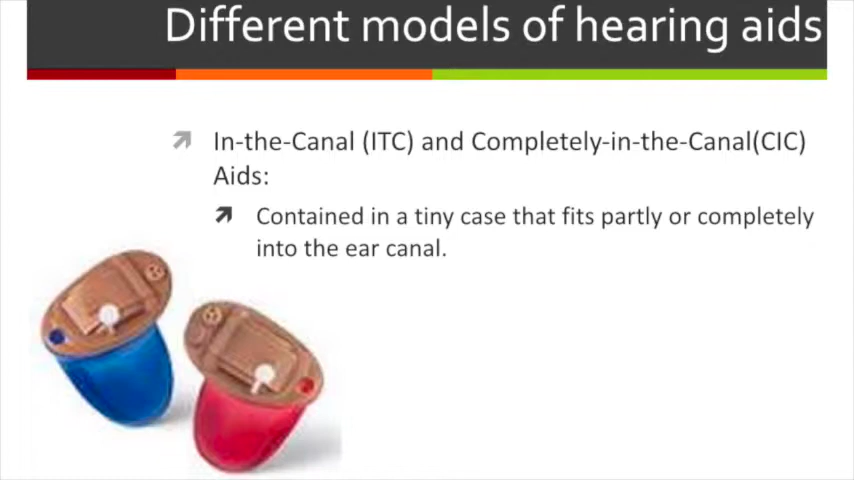 Different models of hearing aids
In-the-Canal (ITC) and Completely-in-the-Canal(CIC)
Aids:
Contained in a tiny case that fits partly or completely
into the ear canal.